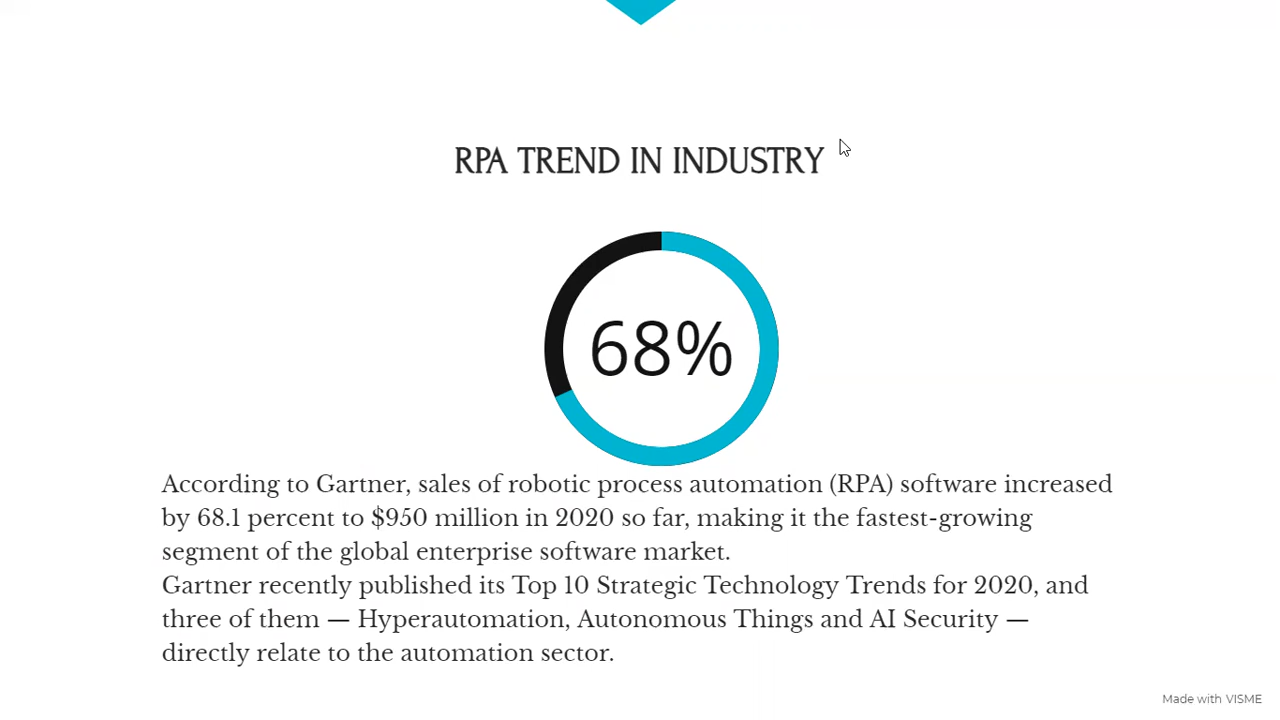 RPA TREND IN INDUSTRY
68%
According to Gartner, sales of robotic process automation (RPA) software increased
by 68.1 percent to $950 million in 2020 so far, making it the fastest-growing
segment of the global enterprise software market.
Gartner recently published its Top 10 Strategic Technology Trends for 2020, and
three of them — Hyperautomation, Autonomous Things and AI Security —
directly relate to the automation sector.
Made with VISME